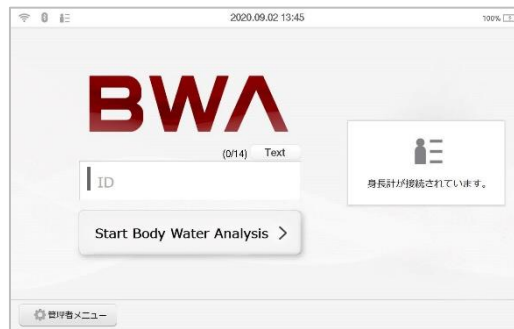 2020.09.02 13:45
100%
BWA
(0/14) Text
ID
身長計が接続されています。
Start Body Water Analysis >
管理者メニュー